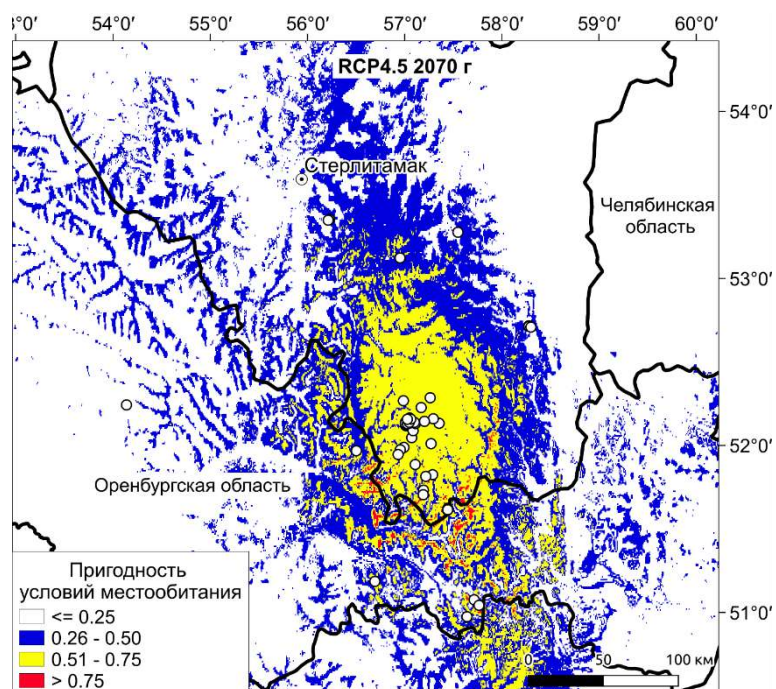 54°0' 55°0' 56°0' 57°0' 58°0' 59°0' 60°0'
RCP4.5 2070 г
54°0'
Стерлитамак
Челябинская
область
53°0'
52°0'
Оренбургская область
51°0'
Пригодность
условий местообитания
<= 0.25
0.26 - 0.50
0.51 - 0.75
> 0.75
0 50 100 км